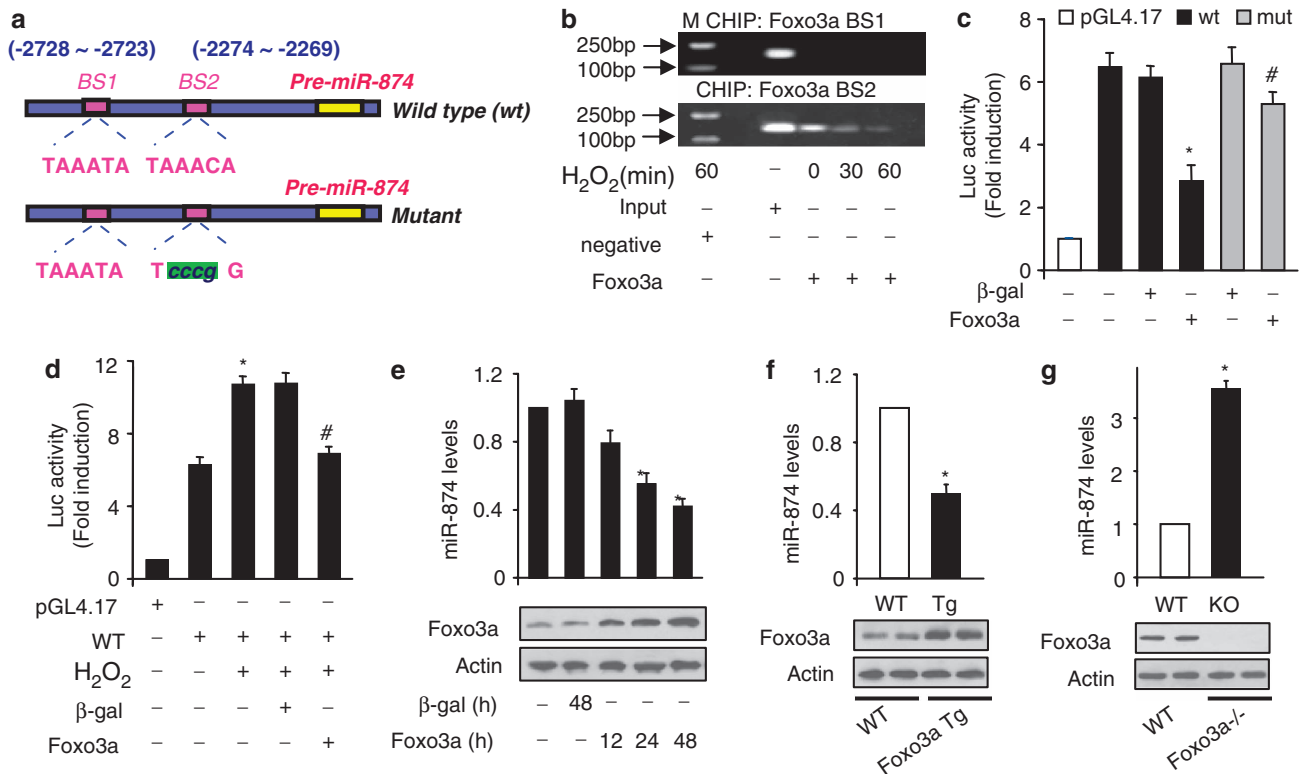 a
(-2728 ~ -2723) (-2274 ~ -2269)
BS1 BS2 Pre-miR-874
Wild type (wt)
TAAATA TAAACA
Pre-miR-874
Mutant
TAAATA T cccg G
b
M CHIP: Foxo3a BS1
250bp
100bp
CHIP: Foxo3a BS2
250bp
100bp
H2O2(min) 60 – 0 30 60
Input – + – – –
negative + – – – –
Foxo3a – – + + +
c
pGL4.17 wt mut
Luc activity
(Fold induction)
8
6
4
2
0
* #
β-gal – – + – + –
Foxo3a – – – + – +
d
Luc activity
(Fold induction)
12
8
4
0
* #
pGL4.17 + – – – –
WT – + + + +
H2O2 – – + + +
β-gal – – – + –
Foxo3a – – – – +
e
miR-874 levels
1.2
0.8
0.4
0
* *
Foxo3a
Actin
β-gal (h) – 48 – – –
Foxo3a (h) – – 12 24 48
f
miR-874 levels
1.2
0.8
0.4
0
*
WT Tg
Foxo3a
Actin
WT Foxo3a Tg
g
miR-874 levels
3
2
1
0
*
WT KO
Foxo3a
Actin
WT Foxo3a-/-